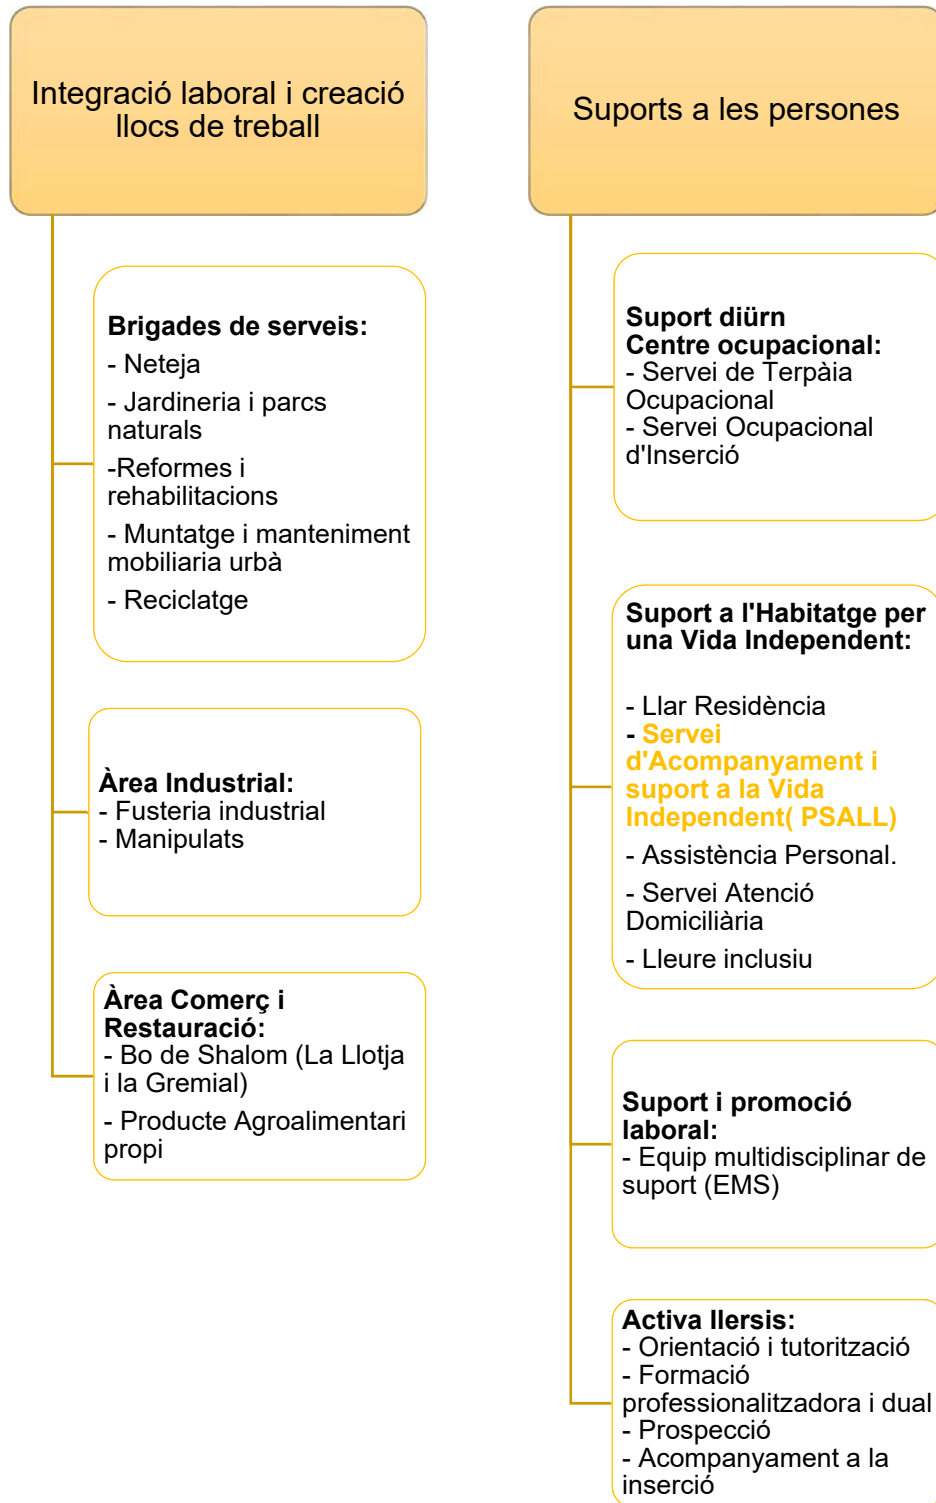 Integració laboral i creació
llocs de treball
Brigades de serveis:
- Neteja
- Jardineria i parcs
naturals
-Reformes i
rehabilitacions
- Muntatge i manteniment
mobiliaria urbà
- Reciclatge
Àrea Industrial:
- Fusteria industrial
- Manipulats
Àrea Comerç i
Restauració:
- Bo de Shalom (La Llotja
i la Gremial)
- Producte Agroalimentari
propi
Suports a les persones
Suport diürn
Centre ocupacional:
- Servei de Terpàia
Ocupacional
- Servei Ocupacional
d'Inserció
Suport a l'Habitatge per
una Vida Independent:
- Llar Residència
- Servei
d'Acompanyament i
suport a la Vida
Independent( PSALL)
- Assistència Personal.
- Servei Atenció
Domiciliària
- Lleure inclusiu
Suport i promoció
laboral:
- Equip multidisciplinar de
suport (EMS)
Activa Ilersis:
- Orientació i tutorització
- Formació
professionalitzadora i dual
- Prospecció
- Acompanyament a la
inserció